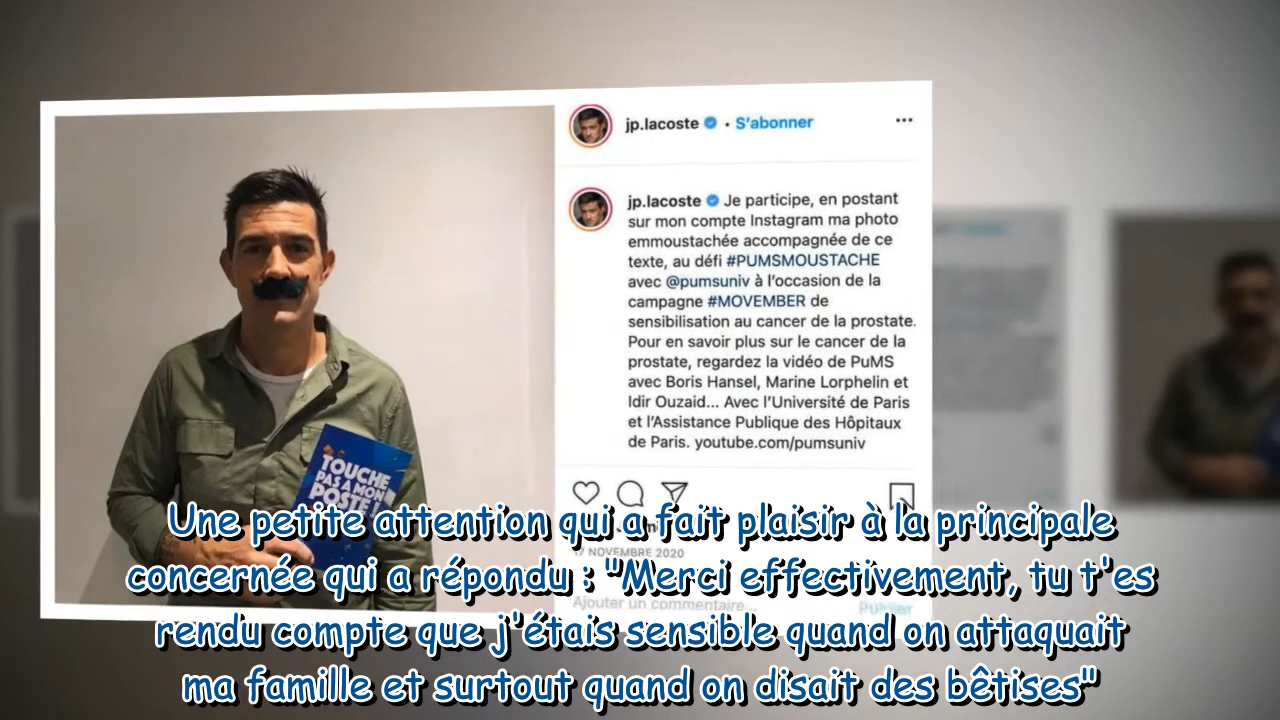 jp.lacoste • S'abonner
jp.lacoste Je participe, en postant
sur mon compte Instagram ma photo
emmoustachée accompagnée de ce
texte, au défi #PUMSMOUSTACHE
avec @pumsuniv à l'occasion de la
campagne #MOVEMBER de
sensibilisation au cancer de la prostate.
Pour en savoir plus sur le cancer de la
prostate, regardez la vidéo de PuMS
avec Boris Hansel, Marine Lorphelin et
Idir Ouzaid... Avec l'Université de Paris
et l'Assistance Publique des Hôpitaux
de Paris. youtube.com/pumsuniv
TOUCHE
PAS À MON
POSTE !
17 NOVEMBRE 2020
Ajouter un commentaire...
Publier
Une petite attention qui a fait plaisir à la principale
concernée qui a répondu : "Merci effectivement, tu t'es
rendu compte que j'étais sensible quand on attaquait
ma famille et surtout quand on disait des bêtises"